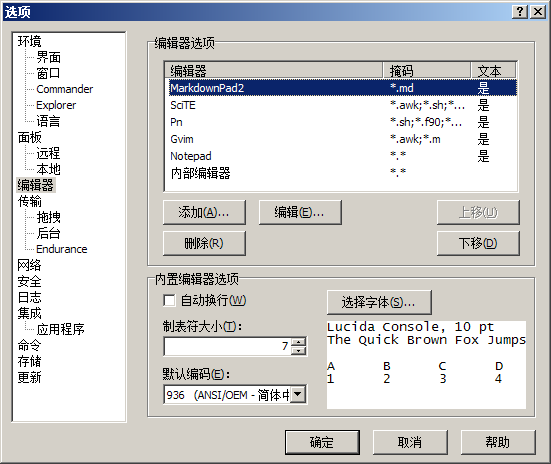 选项
环境
界面
窗口
Commander
Explorer
语言
面板
远程
本地
编辑器
传输
拖拽
后台
Endurance
网络
安全
日志
集成
应用程序
命令
存储
更新
编辑器选项
编辑器 掩码 文本
MarkdownPad2 *.md 是
SciTE *.awk;*.sh;*... 是
Pn *.sh;*.f90;*... 是
Gvim *.awk;*.m 是
Notepad *.* 是
内部编辑器 *.*
添加(A)... 编辑(E)... 上移(U)
删除(R) 下移(D)
内置编辑器选项
自动换行(W)
制表符大小(T):
7
默认编码(E):
936 (ANSI/OEM - 简体中
选择字体(S)...
Lucida Console, 10 pt
The Quick Brown Fox Jumps
A B C D
1 2 3 4
确定 取消 帮助